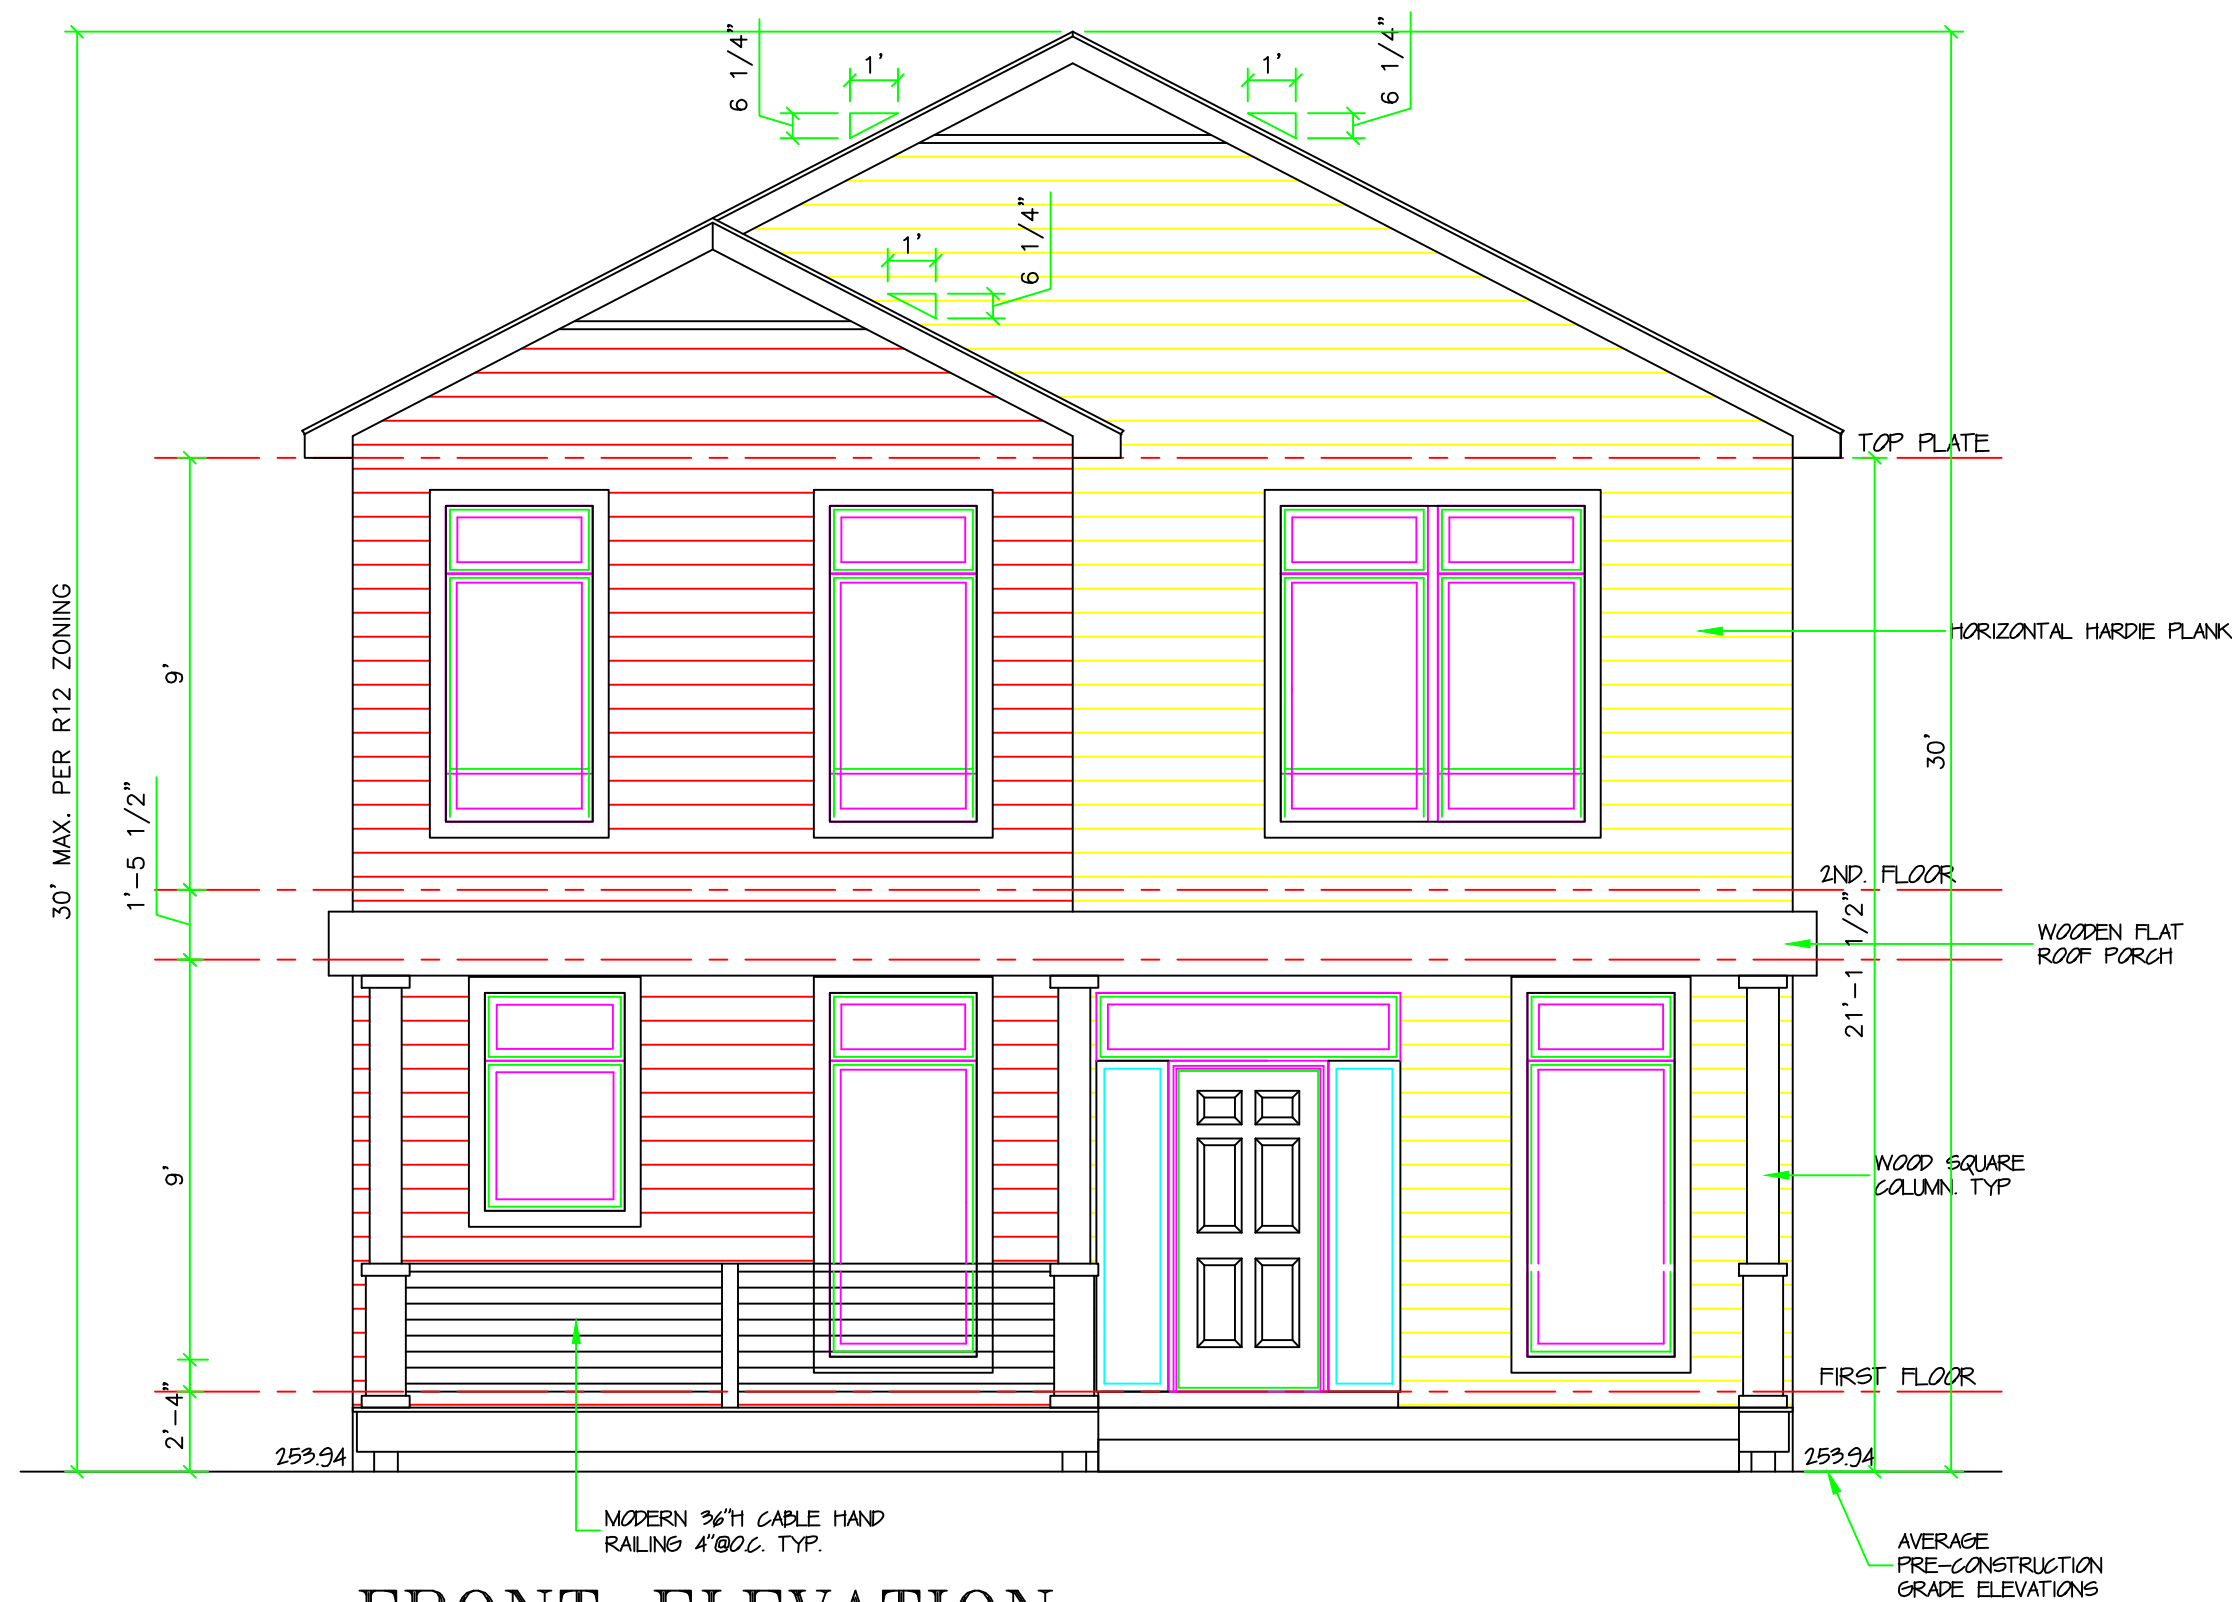 6 1/4"
1'
1'
6 1/4"
1'
6 1/4"
TOP PLATE
30' MAX. PER R12 ZONING
9'
HORIZONTAL HARDIE PLANK
30'
1'-5 1/2"
2ND. FLOOR
21'-1 1/2"
WOODEN FLAT
ROOF PORCH
9'
WOOD SQUARE
COLUMN. TYP
FIRST FLOOR
2'-4"
253.94
253.94
MODERN 36"H CABLE HAND
RAILING 4"@O.C. TYP.
AVERAGE
PRE-CONSTRUCTION
GRADE ELEVATIONS
FRONT ELEVATION